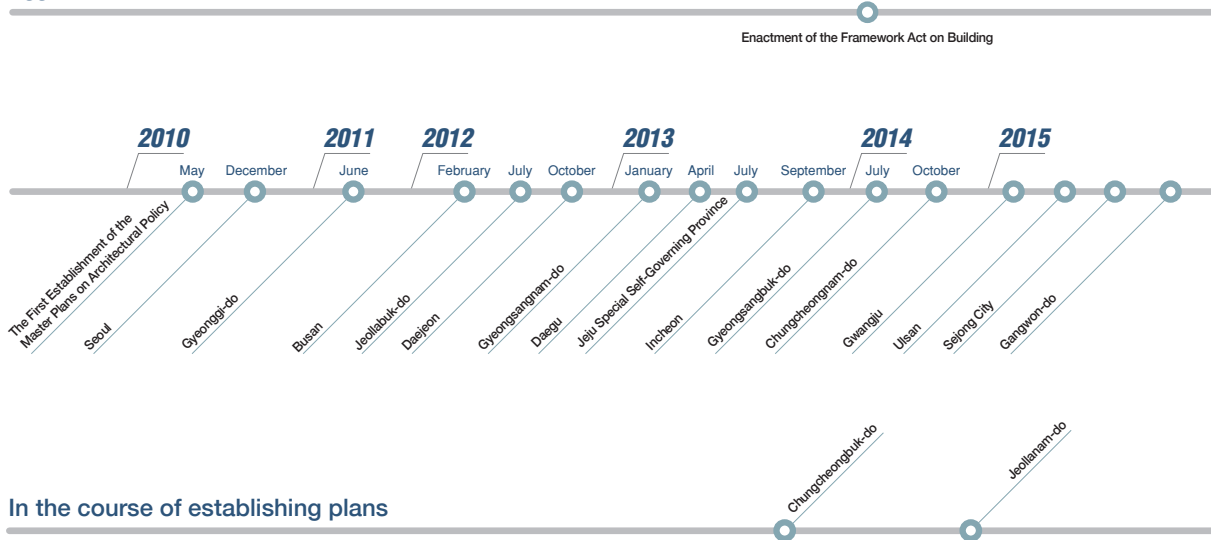 Enactment of the Framework Act on Building
2010
2011
2012
2013
2014
2015
May
December
June
February
July
October
January
April
July
September
July
October
The First Establishment of the
Master Plans on Architectural Policy
Seoul
Gyeonggi-do
Busan
Jeollabuk-do
Daejeon
Gyeongsangnam-do
Daegu
Jeju Special Self-Governing Province
Incheon
Gyeongsangbuk-do
Chungcheongnam-do
Gwangju
Ulsan
Sejong City
Gangwon-do
Chungcheongbuk-do
Jeollanam-do
In the course of establishing plans